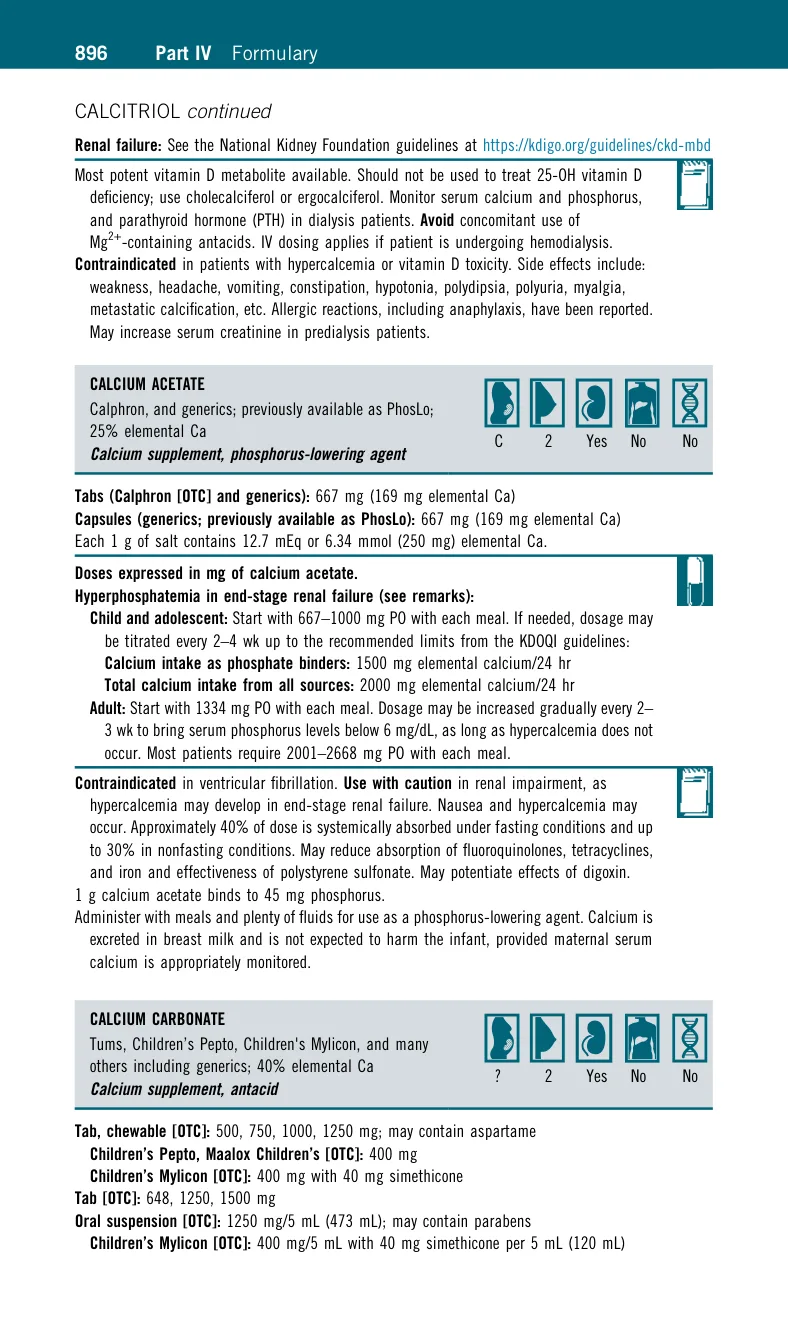 896 Part IV Formulary
CALCITRIOL continued
Renal failure: See the National Kidney Foundation guidelines at https://kdigo.org/guidelines/ckd-mbd
Most potent vitamin D metabolite available. Should not be used to treat 25-OH vitamin D
deficiency; use cholecalciferol or ergocalciferol. Monitor serum calcium and phosphorus,
and parathyroid hormone (PTH) in dialysis patients. Avoid concomitant use of
Mg2+-containing antacids. IV dosing applies if patient is undergoing hemodialysis.
Contraindicated in patients with hypercalcemia or vitamin D toxicity. Side effects include:
weakness, headache, vomiting, constipation, hypotonia, polydipsia, polyuria, myalgia,
metastatic calcification, etc. Allergic reactions, including anaphylaxis, have been reported.
May increase serum creatinine in predialysis patients.
CALCIUM ACETATE
Calphron, and generics; previously available as PhosLo;
25% elemental Ca
Calcium supplement, phosphorus-lowering agent
C 2 Yes No No
Tabs (Calphron [OTC] and generics): 667 mg (169 mg elemental Ca)
Capsules (generics; previously available as PhosLo): 667 mg (169 mg elemental Ca)
Each 1 g of salt contains 12.7 mEq or 6.34 mmol (250 mg) elemental Ca.
Doses expressed in mg of calcium acetate.
Hyperphosphatemia in end-stage renal failure (see remarks):
Child and adolescent: Start with 667–1000 mg PO with each meal. If needed, dosage may
be titrated every 2–4 wk up to the recommended limits from the KDOQI guidelines:
Calcium intake as phosphate binders: 1500 mg elemental calcium/24 hr
Total calcium intake from all sources: 2000 mg elemental calcium/24 hr
Adult: Start with 1334 mg PO with each meal. Dosage may be increased gradually every 2–
3 wk to bring serum phosphorus levels below 6 mg/dL, as long as hypercalcemia does not
occur. Most patients require 2001–2668 mg PO with each meal.
Contraindicated in ventricular fibrillation. Use with caution in renal impairment, as
hypercalcemia may develop in end-stage renal failure. Nausea and hypercalcemia may
occur. Approximately 40% of dose is systemically absorbed under fasting conditions and up
to 30% in nonfasting conditions. May reduce absorption of fluoroquinolones, tetracyclines,
and iron and effectiveness of polystyrene sulfonate. May potentiate effects of digoxin.
1 g calcium acetate binds to 45 mg phosphorus.
Administer with meals and plenty of fluids for use as a phosphorus-lowering agent. Calcium is
excreted in breast milk and is not expected to harm the infant, provided maternal serum
calcium is appropriately monitored.
CALCIUM CARBONATE
Tums, Children’s Pepto, Children's Mylicon, and many
others including generics; 40% elemental Ca
Calcium supplement, antacid
? 2 Yes No No
Tab, chewable [OTC]: 500, 750, 1000, 1250 mg; may contain aspartame
Children’s Pepto, Maalox Children’s [OTC]: 400 mg
Children’s Mylicon [OTC]: 400 mg with 40 mg simethicone
Tab [OTC]: 648, 1250, 1500 mg
Oral suspension [OTC]: 1250 mg/5 mL (473 mL); may contain parabens
Children’s Mylicon [OTC]: 400 mg/5 mL with 40 mg simethicone per 5 mL (120 mL)